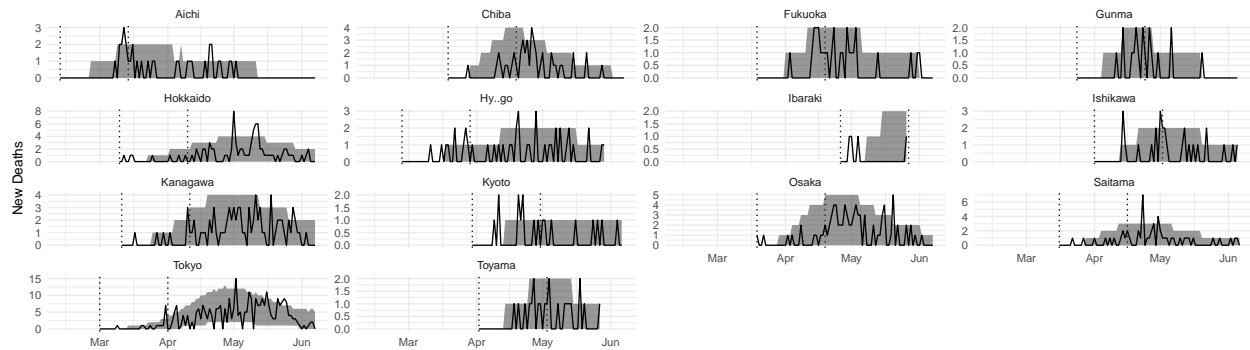 Aichi Chiba Fukuoka Gunma
3 4 2.0 2.0
2 3 1.5 1.5
1 2 1.0 1.0
1 0.5 0.5
0 0 0.0 0.0
Hokkaido Hy..go Ibaraki Ishikawa
8 3 2.0 3
6 2 1.5 2
4 1 1.0 1
2 0.5
0 0 0.0 0
New Deaths
Kanagawa Kyoto Osaka Saitama
4 2.0 5 6
3 1.5 4 4
2 1.0 3 2
1 0.5 2
0 0.0 1 0
0
Mar Apr May Jun Mar Apr May Jun
Tokyo Toyama
15 2.0
10 1.5
5 1.0
0.5
0 0.0
Mar Apr May Jun Mar Apr May Jun